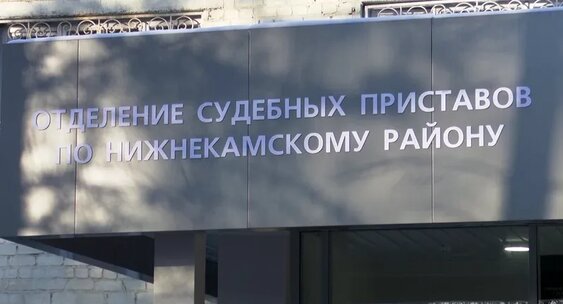 ОТДЕЛЕНИЕ СУДЕБНЫХ ПРИСТАВОВ
ПО НИЖНЕКАМСКОМУ РАЙОНУ